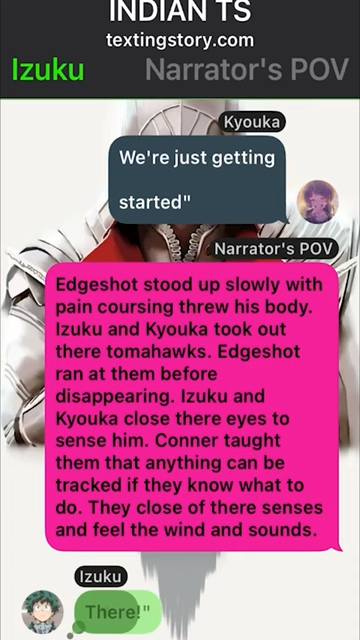 INDIAN TS
textingstory.com
Izuku Narrator's POV
Kyouka
We're just getting
started"
Narrator's POV
Edgeshot stood up slowly with
pain coursing threw his body.
Izuku and Kyouka took out
there tomahawks. Edgeshot
ran at them before
disappearing. Izuku and
Kyouka close there eyes to
sense him. Conner taught
them that anything can be
tracked if they know what to
do. They close of there senses
and feel the wind and sounds.
Izuku
There!"